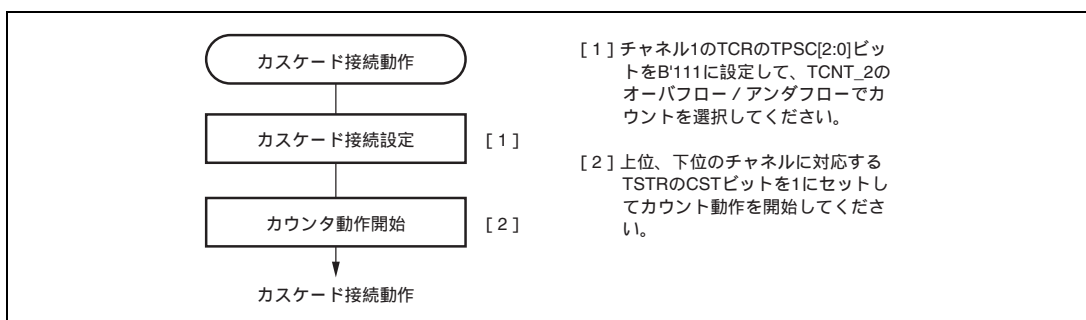 カスケード接続動作
カスケード接続設定
[ 1 ]
カウンタ動作開始
[ 2 ]
カスケード接続動作
[ 1 ] チャネル1のTCRのTPSC[2:0]ビッ
トをB'111に設定して、TCNT_2の
オーバフロー / アンダフローでカ
ウントを選択してください。
[ 2 ] 上位、下位のチャネルに対応する
TSTRのCSTビットを1にセットし
てカウント動作を開始してくださ
い。